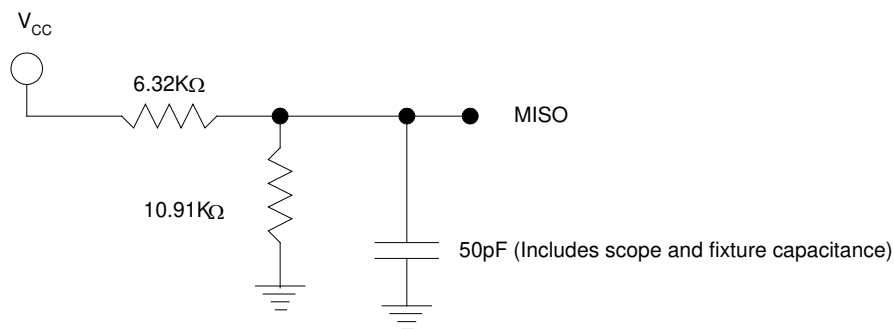 V_CC
6.32KΩ
MISO
10.91KΩ
50pF (Includes scope and fixture capacitance)